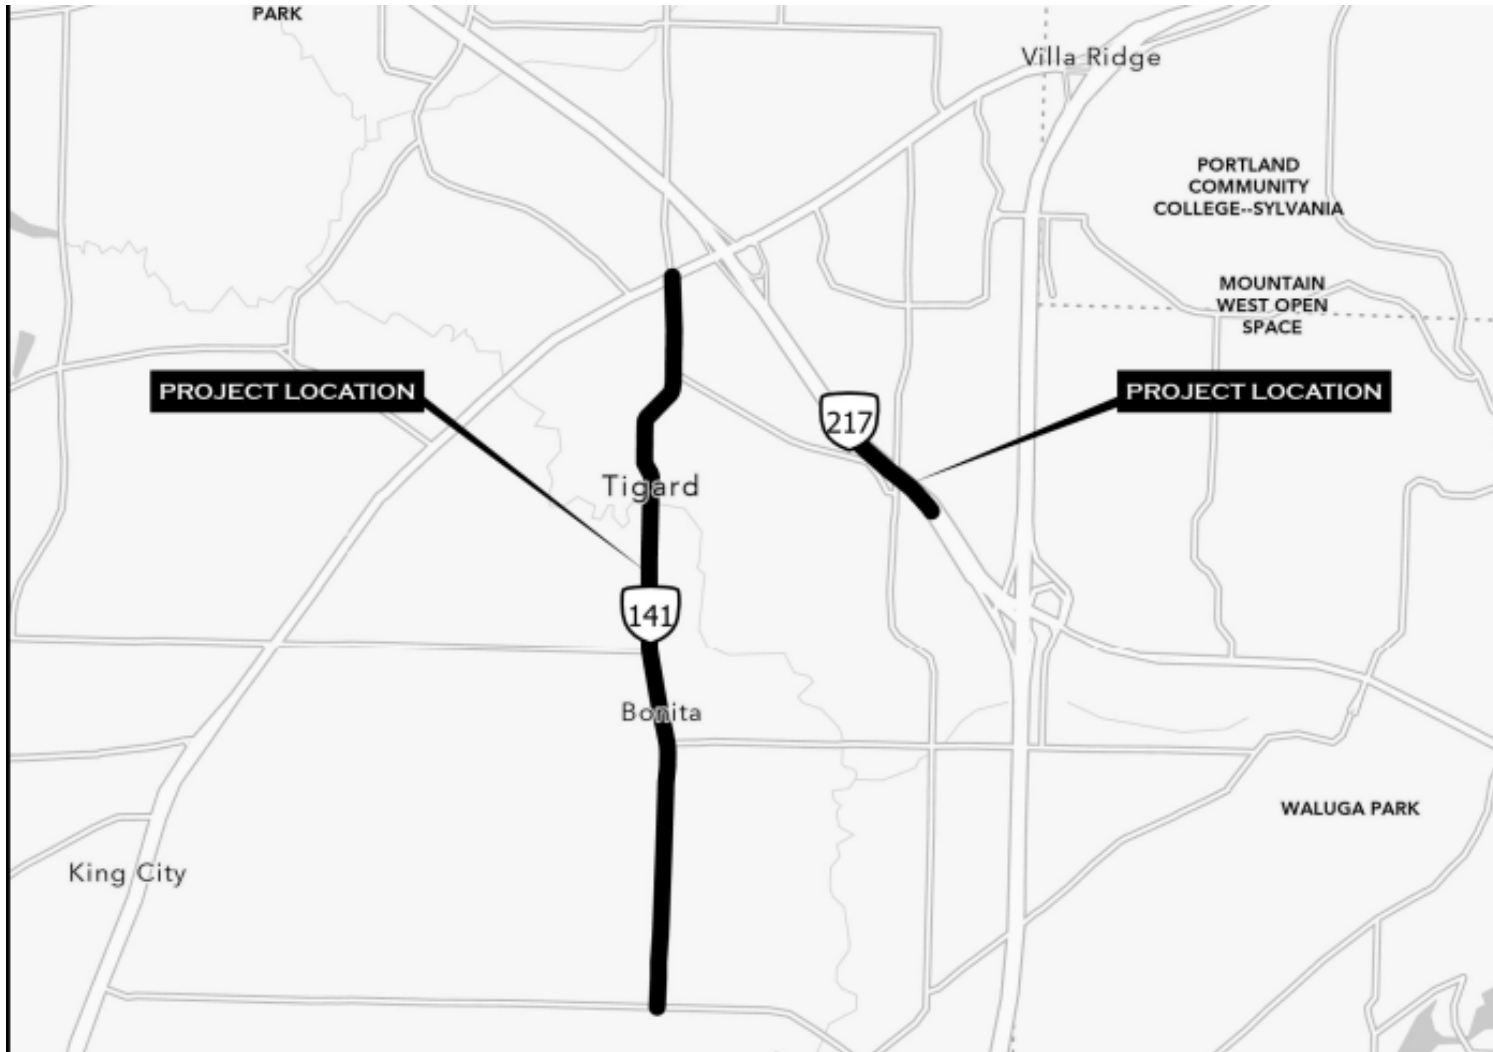 PARK
Villa Ridge
PORTLAND
COMMUNITY
COLLEGE--SYLVANIA
MOUNTAIN
WEST OPEN
SPACE
PROJECT LOCATION
PROJECT LOCATION
217
Tigard
141
Bonita
WALUGA PARK
King City